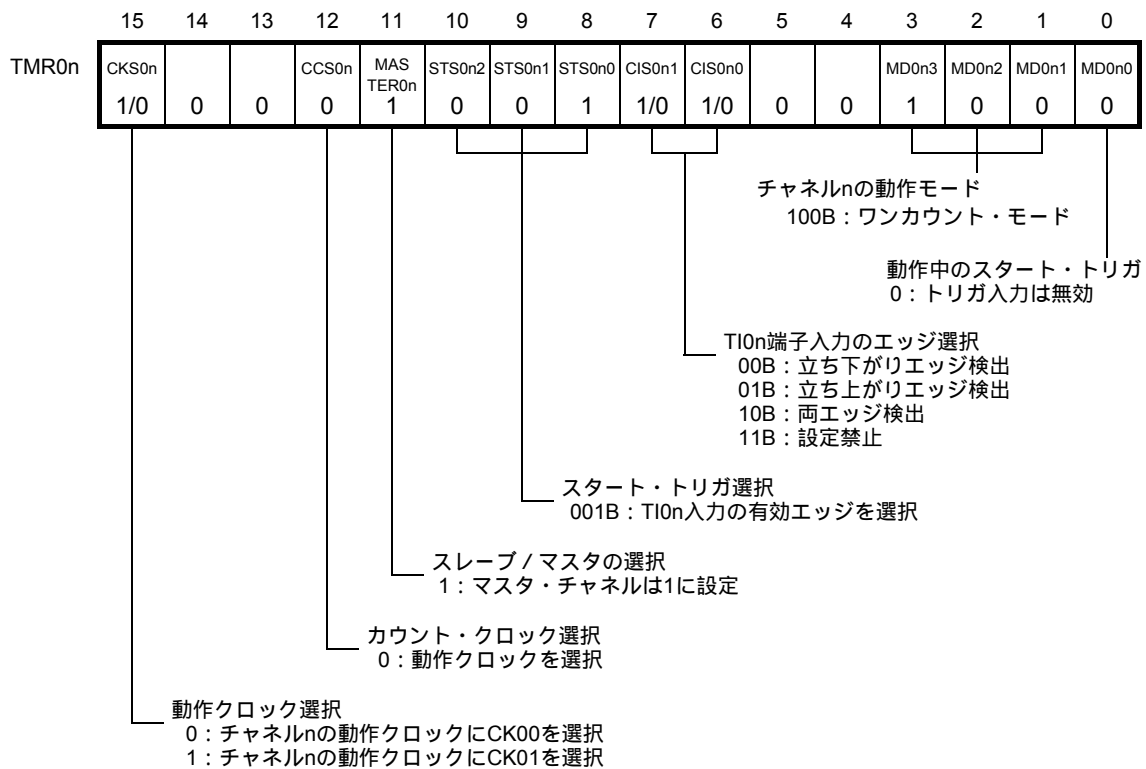 15 14 13 12 11 10 9 8 7 6 5 4 3 2 1 0
TMR0n
CKS0n CCS0n MAS TER0n STS0n2 STS0n1 STS0n0 CIS0n1 CIS0n0 MD0n3 MD0n2 MD0n1 MD0n0
1/0 0 0 0 1 0 0 1 1/0 1/0 0 0 1 0 0 0
チャネルnの動作モード
100B：ワンカウント・モード
動作中のスタート・トリガ
0：トリガ入力は無効
TI0n端子入力のエッジ選択
00B：立ち下がりエッジ検出
01B：立ち上がりエッジ検出
10B：両エッジ検出
11B：設定禁止
スタート・トリガ選択
001B：TI0n入力の有効エッジを選択
スレーブ／マスタの選択
1：マスタ・チャネルは1に設定
カウント・クロック選択
0：動作クロックを選択
動作クロック選択
0：チャネルnの動作クロックにCK00を選択
1：チャネルnの動作クロックにCK01を選択